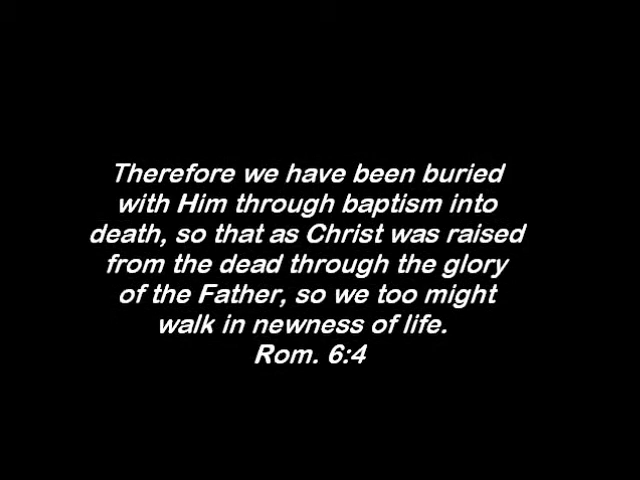 Therefore we have been buried
with Him through baptism into
death, so that as Christ was raised
from the dead through the glory
of the Father, so we too might
walk in newness of life.
Rom. 6:4